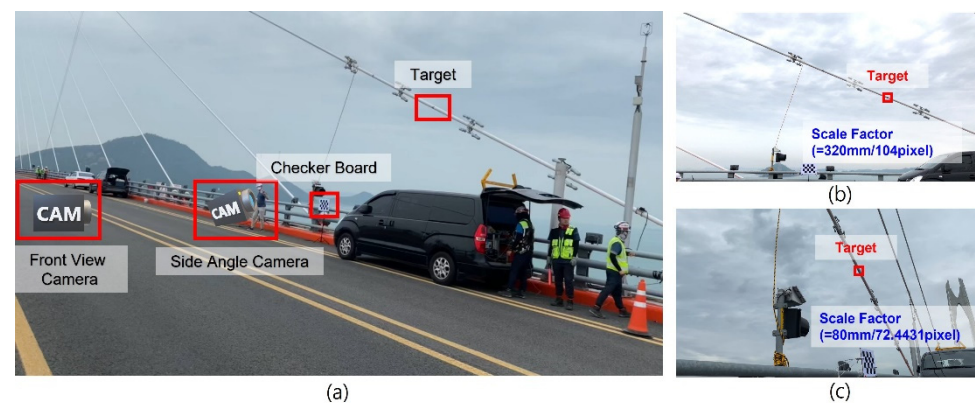 Target
Checker Board
CAM
CAM
Front View
Camera
Side Angle Camera
(a)
Target
Scale Factor
(=320mm/104pixel)
(b)
Target
Scale Factor
(=80mm/72.4431pixel)
(c)